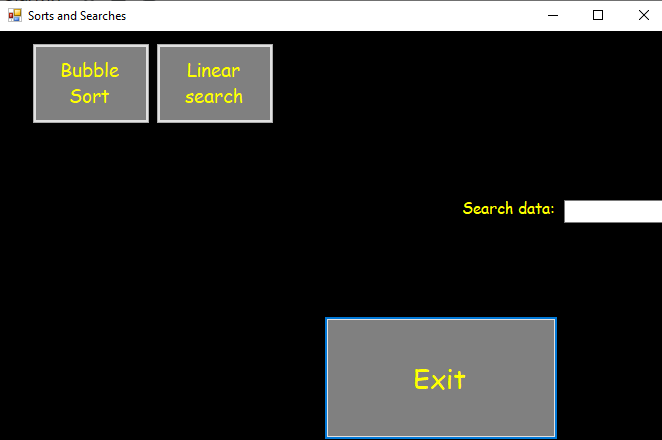 Sorts and Searches
Bubble
Sort
Linear
search
Search data:
Exit